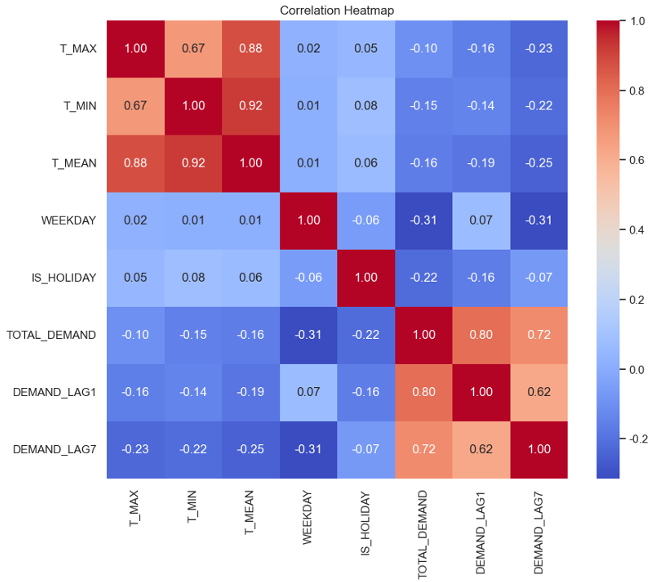 Correlation Heatmap
T_MAX 1.00 0.67 0.88 0.02 0.05 -0.10 -0.16 -0.23
T_MIN 0.67 1.00 0.92 0.01 0.08 -0.15 -0.14 -0.22
T_MEAN 0.88 0.92 1.00 0.01 0.06 -0.16 -0.19 -0.25
WEEKDAY 0.02 0.01 0.01 1.00 -0.06 -0.31 0.07 -0.31
IS_HOLIDAY 0.05 0.08 0.06 -0.06 1.00 -0.22 -0.16 -0.07
TOTAL_DEMAND -0.10 -0.15 -0.16 -0.31 -0.22 1.00 0.80 0.72
DEMAND_LAG1 -0.16 -0.14 -0.19 0.07 -0.16 0.80 1.00 0.62
DEMAND_LAG7 -0.23 -0.22 -0.25 -0.31 -0.07 0.72 0.62 1.00
T_MAX
T_MIN
T_MEAN
WEEKDAY
IS_HOLIDAY
TOTAL_DEMAND
DEMAND_LAG1
DEMAND_LAG7
1.0
0.8
0.6
0.4
0.2
0.0
-0.2